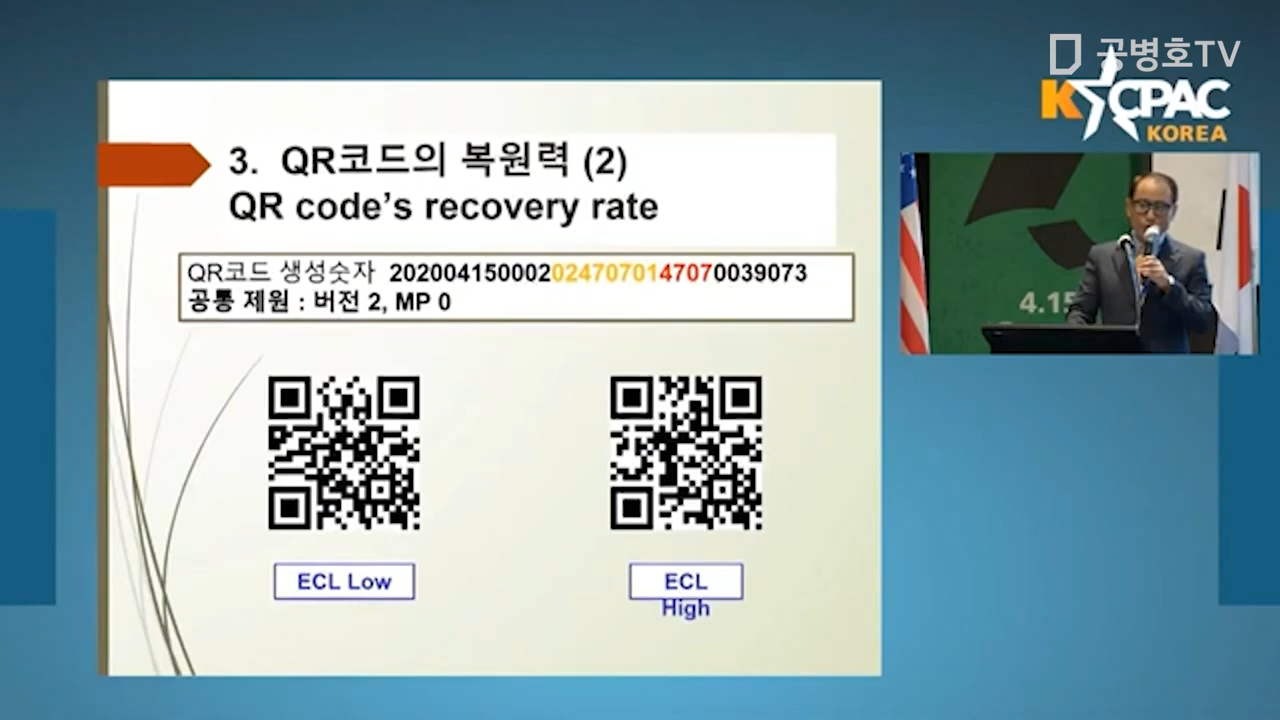 공병호TV
KCPAC
KOREA
3. QR코드의 복원력 (2)
QR code's recovery rate
QR코드 생성숫자 2020041500020247070147070039073
공통 제원 : 버전 2, MP 0
4.15
ECL Low
ECL
High